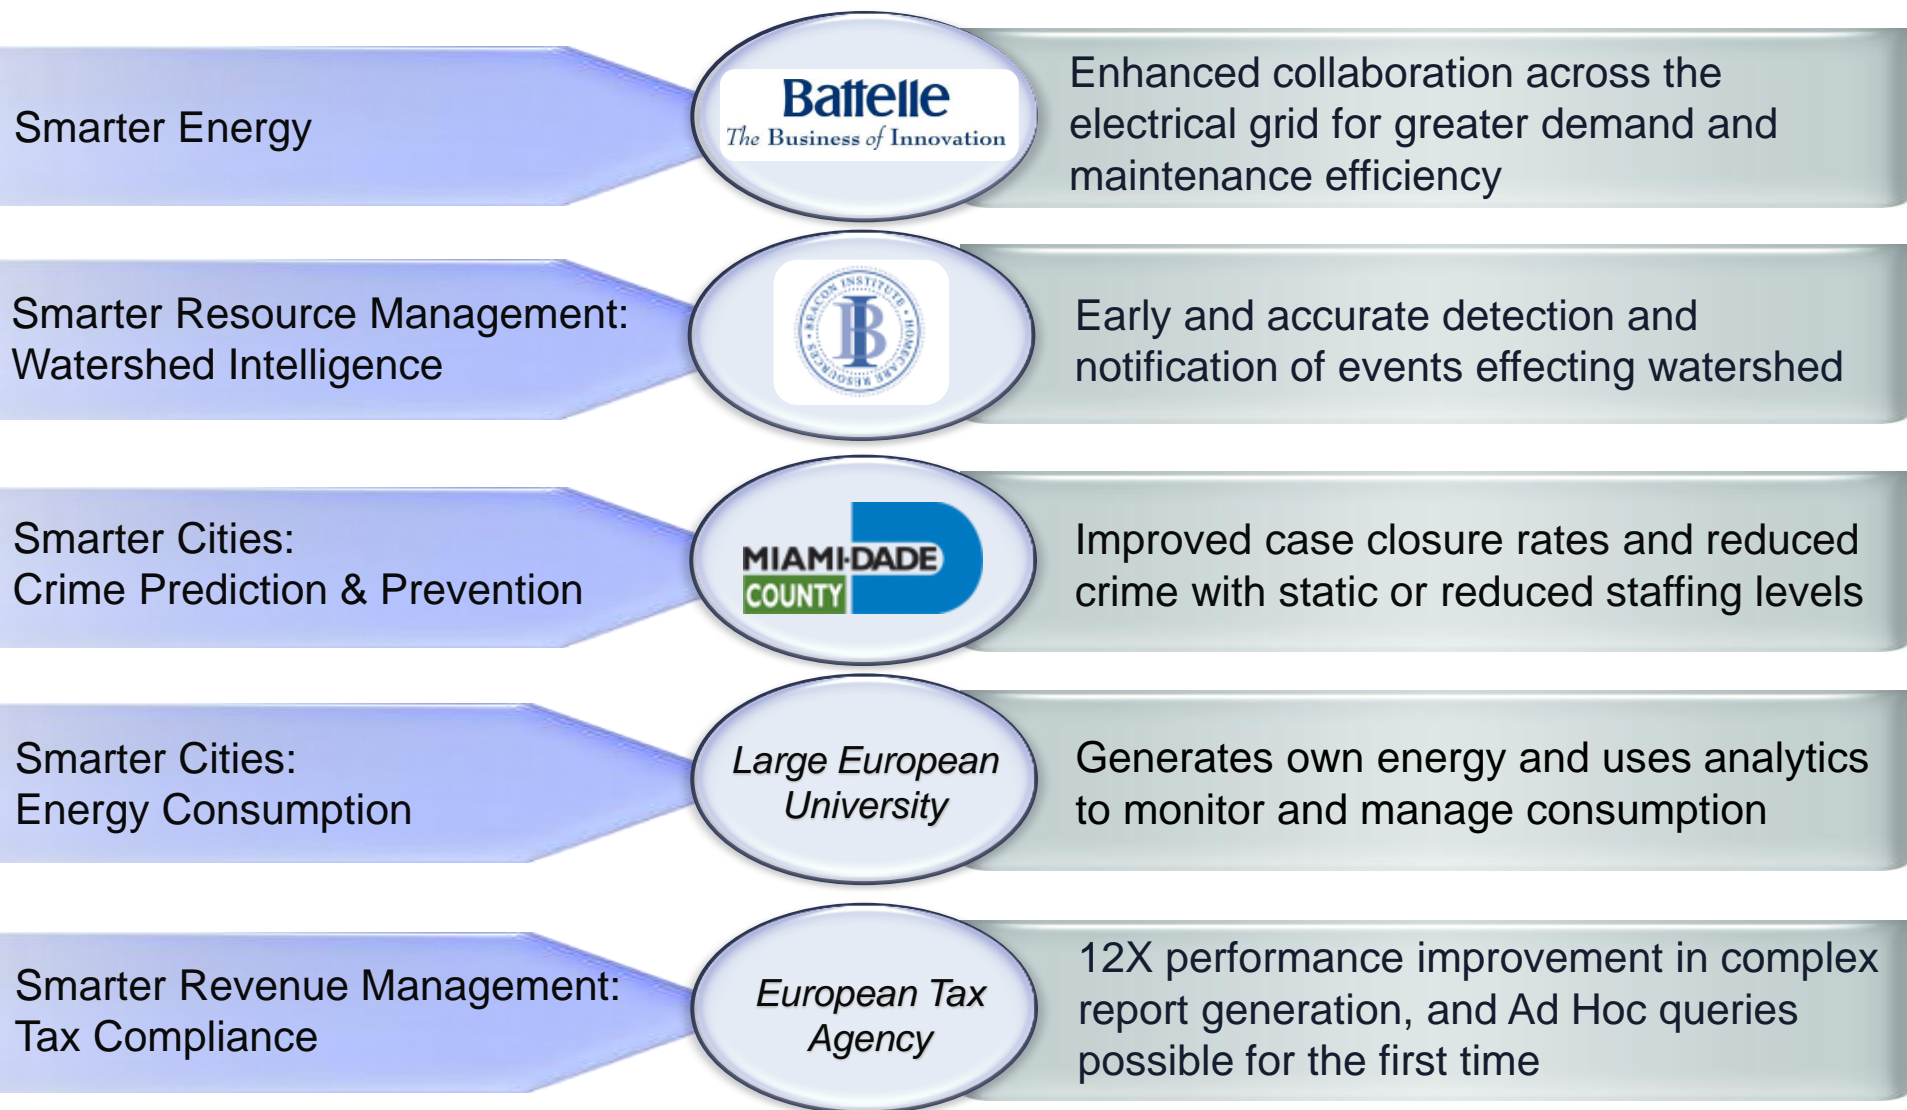 Smarter Energy
Battelle
The Business of Innovation
Enhanced collaboration across the
electrical grid for greater demand and
maintenance efficiency
Smarter Resource Management:
Watershed Intelligence
BEACON INSTITUTE • HOMECARE RESOURCES •
IB
Early and accurate detection and
notification of events effecting watershed
Smarter Cities:
Crime Prediction & Prevention
MIAMI-DADE
COUNTY
Improved case closure rates and reduced
crime with static or reduced staffing levels
Smarter Cities:
Energy Consumption
Large European
University
Generates own energy and uses analytics
to monitor and manage consumption
Smarter Revenue Management:
Tax Compliance
European Tax
Agency
12X performance improvement in complex
report generation, and Ad Hoc queries
possible for the first time